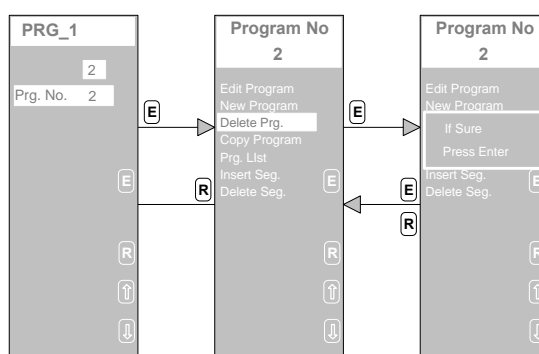 PRG_1
2
Prg. No. 2
E
R
E
R
Program No
2
Edit Program
New Program
Delete Prg.
Copy Program
Prg. LIst
Insert Seg.
Delete Seg.
E
R
E
E
R
Program No
2
Edit Program
New Program
If Sure
Press Enter
Insert Seg.
Delete Seg.
E
R